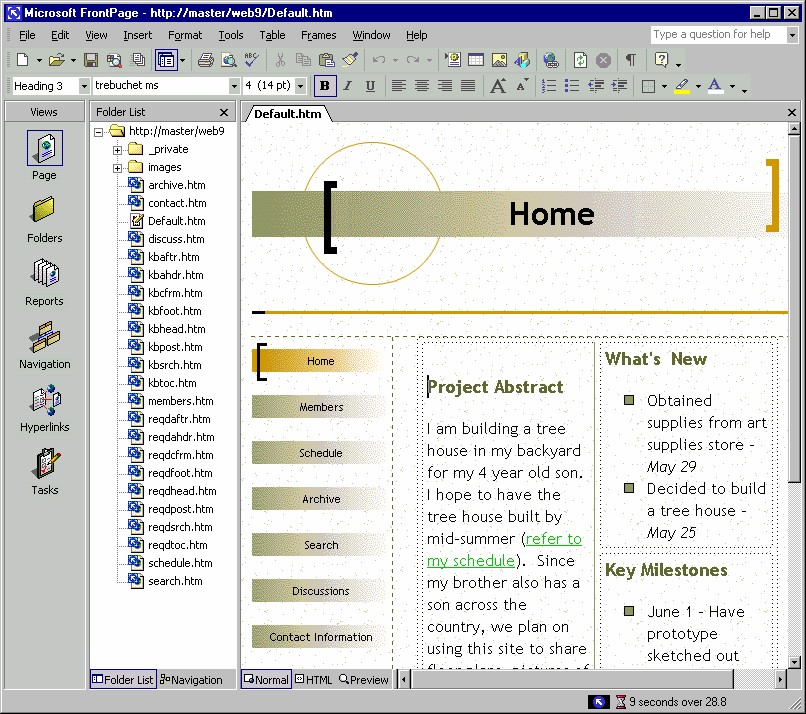 Microsoft FrontPage - http://master/web9/Default.htm
File Edit View Insert Format Tools Table Frames Window Help
Type a question for help
Heading 3 trebuchet ms 4 (14 pt) B I U
Views
Page
Folders
Reports
Navigation
Hyperlinks
Tasks
Folder List
http://master/web9
_private
images
archive.htm
contact.htm
Default.htm
discuss.htm
kbaftr.htm
kbahdr.htm
kbcfrm.htm
kbfoot.htm
kbhead.htm
kbpost.htm
kbsrch.htm
kbtoc.htm
members.htm
reqdaftr.htm
reqdahdr.htm
reqdcfrm.htm
reqdfoot.htm
reqdhead.htm
reqdpost.htm
reqdsrch.htm
reqdtoc.htm
schedule.htm
search.htm
Folder List Navigation
Default.htm
Home
Home
Members
Schedule
Archive
Search
Discussions
Contact Information
Project Abstract
I am building a tree
house in my backyard
for my 4 year old son.
I hope to have the
tree house built by
mid-summer (refer to
my schedule). Since
my brother also has a
son across the
country, we plan on
using this site to share
floor plans, pictures of
What's New
Obtained
supplies from art
supplies store -
May 29
Decided to build
a tree house -
May 25
Key Milestones
June 1 - Have
prototype
sketched out
Normal HTML Preview
9 seconds over 28.8